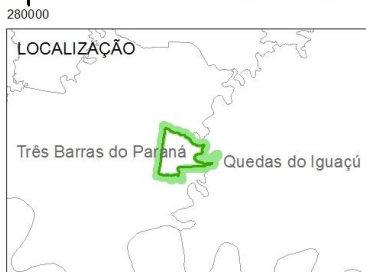 280000
LOCALIZAÇÃO
Três Barras do Paraná
Quedas do Iguaçú